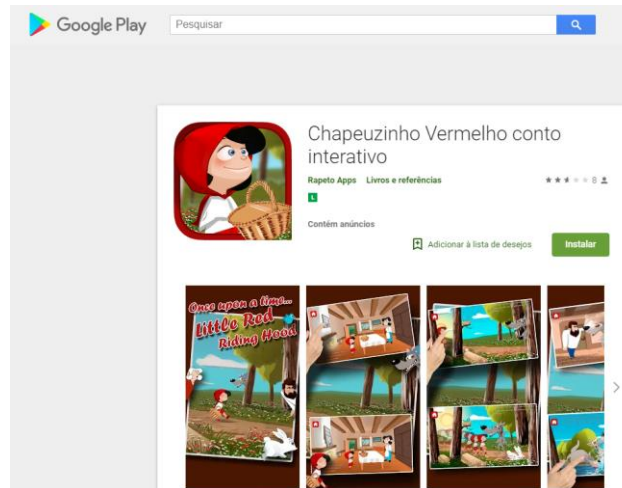 Google Play
Pesquisar
Chapeuzinho Vermelho conto
interativo
Rapeto Apps Livros e referências
8
L
Contém anúncios
Adicionar à lista de desejos
Instalar
Once upon a time...
Little Red
Riding Hood